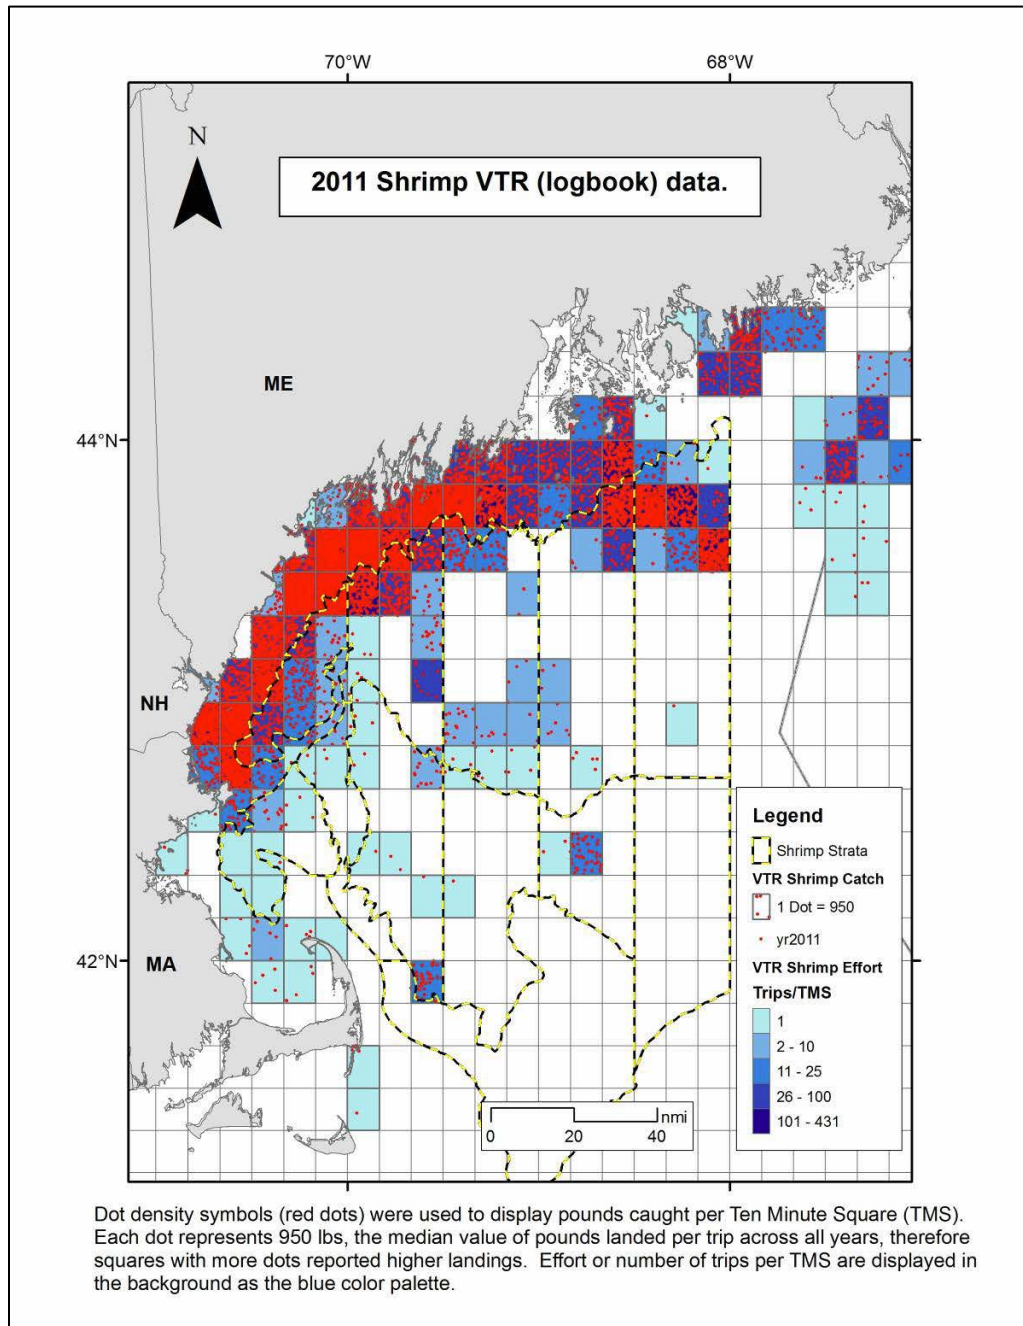 70°W
68°W
N
2011 Shrimp VTR (logbook) data.
ME
44°N
NH
MA
42°N
Legend
Shrimp Strata
VTR Shrimp Catch
1 Dot = 950
yr2011
VTR Shrimp Effort
Trips/TMS
1
2 - 10
11 - 25
26 - 100
101 - 431
nmi
0 20 40
Dot density symbols (red dots) were used to display pounds caught per Ten Minute Square (TMS).
Each dot represents 950 lbs, the median value of pounds landed per trip across all years, therefore
squares with more dots reported higher landings. Effort or number of trips per TMS are displayed in
the background as the blue color palette.